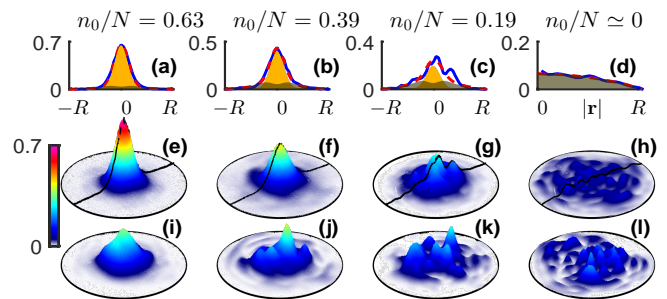 n₀/N = 0.63 n₀/N = 0.39 n₀/N = 0.19 n₀/N ≃ 0
0.7 0.5 0.4 0.2
(a) (b) (c) (d)
0 0 0 0
−R 0 R −R 0 R −R 0 R 0 |r| R
0.7 (e) (f) (g) (h)
0 (i) (j) (k) (l)